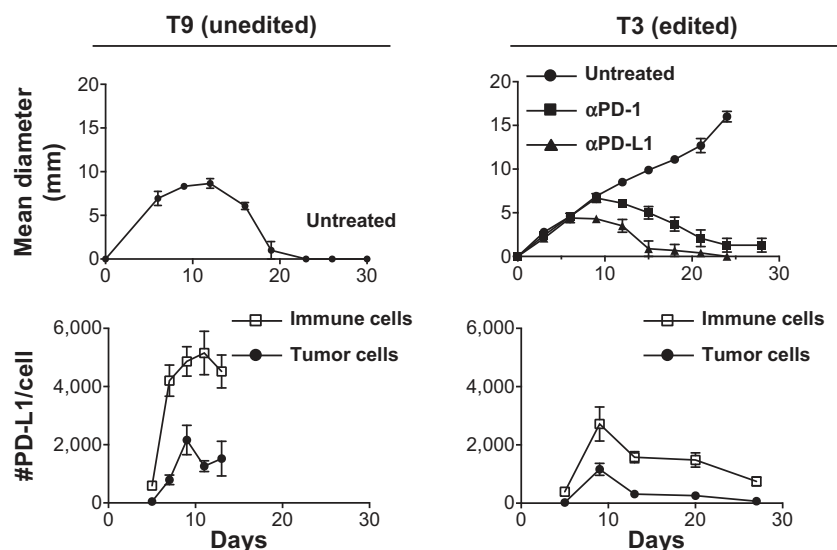 T9 (unedited)
T3 (edited)
Mean diameter
(mm)
20
15
10
5
0
0 10 20 30
Untreated
20
15
10
5
0
0 10 20 30
Untreated
αPD-1
αPD-L1
#PD-L1/cell
6,000
4,000
2,000
0
0 10 20 30
Immune cells
Tumor cells
Days
6,000
4,000
2,000
0
0 10 20 30
Immune cells
Tumor cells
Days